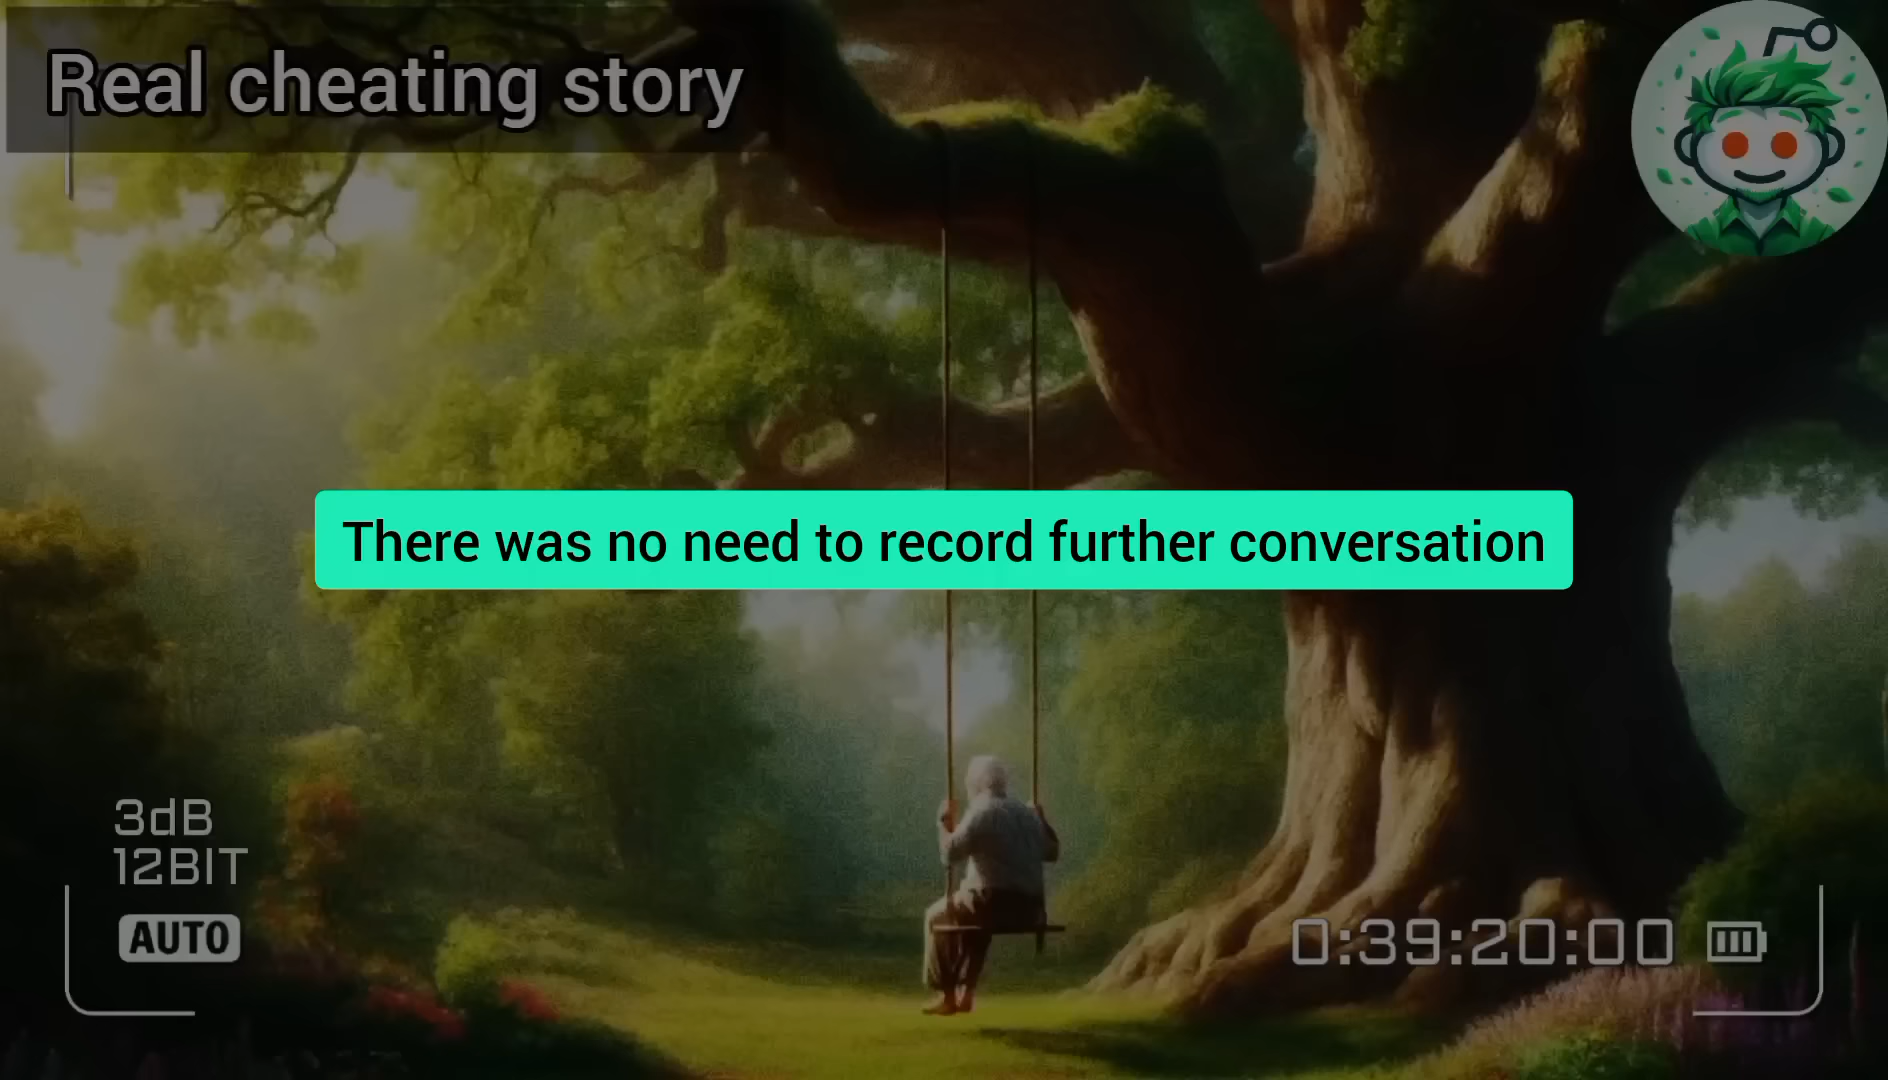 Real cheating story
There was no need to record further conversation
3dB
12BIT
AUTO
0:39:20:00